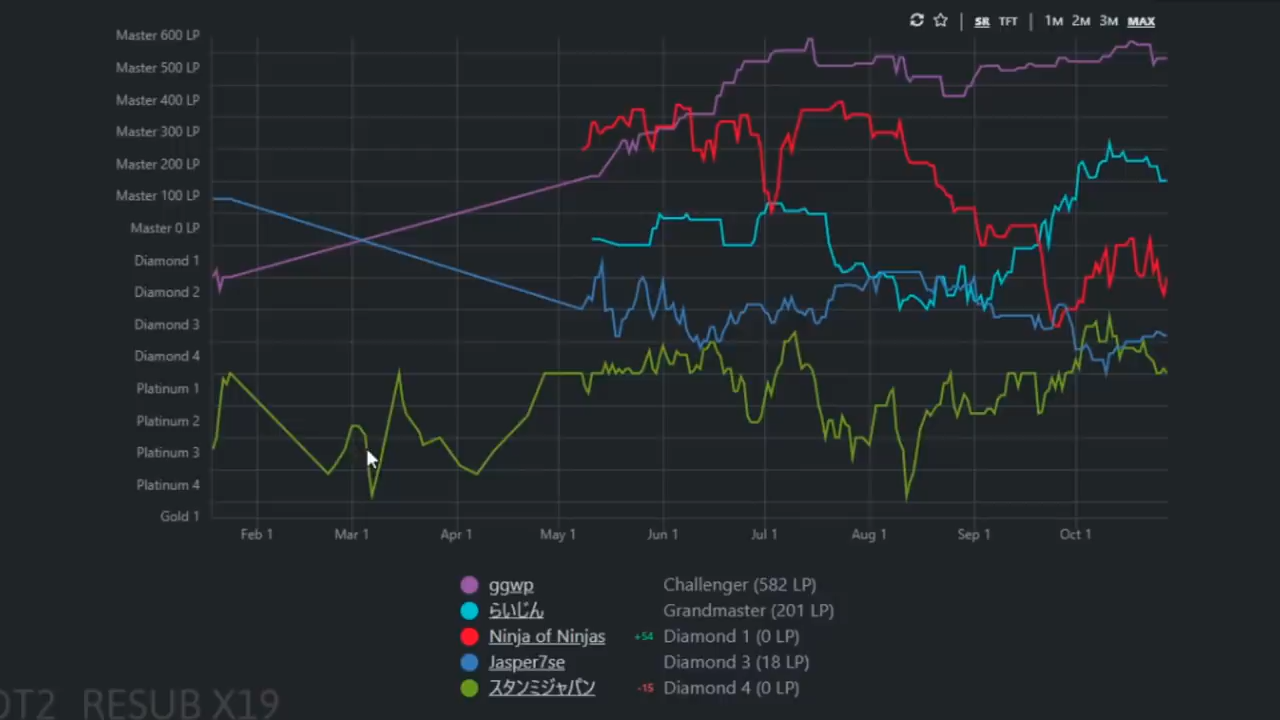 SR TFT 1M 2M 3M MAX
Master 600 LP
Master 500 LP
Master 400 LP
Master 300 LP
Master 200 LP
Master 100 LP
Master 0 LP
Diamond 1
Diamond 2
Diamond 3
Diamond 4
Platinum 1
Platinum 2
Platinum 3
Platinum 4
Gold 1
Feb 1 Mar 1 Apr 1 May 1 Jun 1 Jul 1 Aug 1 Sep 1 Oct 1
ggwp Challenger (582 LP)
らいじん Grandmaster (201 LP)
Ninja of Ninjas +54 Diamond 1 (0 LP)
Jasper7se Diamond 3 (18 LP)
スタンミジャパン -15 Diamond 4 (0 LP)
OT2 RESUB X19